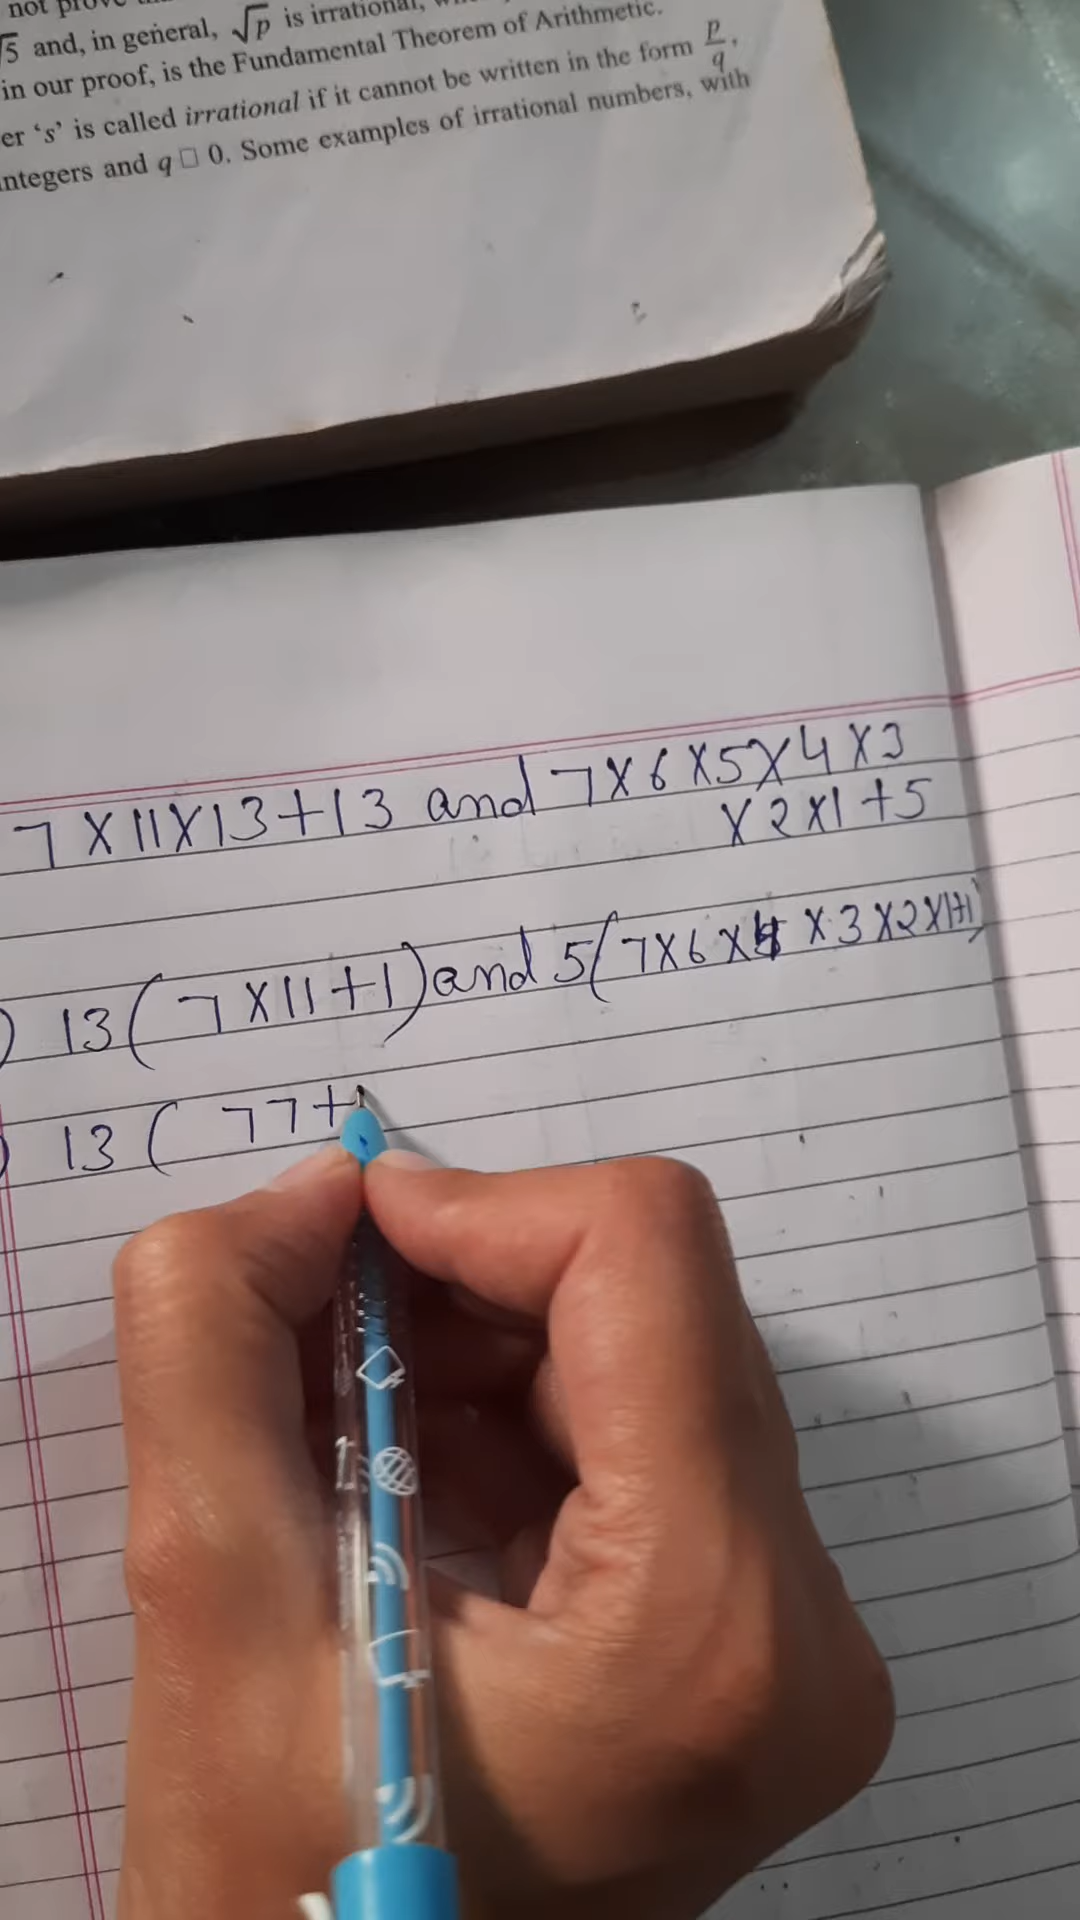 not prove
√5 and, in general, √p is irrational,
in our proof, is the Fundamental Theorem of Arithmetic.
er ‘s’ is called irrational if it cannot be written in the form p/q,
integers and q □ 0. Some examples of irrational numbers, with
7 X 11 X 13 + 13 and 7 X 6 X 5 X 4 X 3
X 2 X 1 + 5
) 13 ( 7 X 11 + 1 ) and 5 ( 7 X 6 X 4 X 3 X 2 X 1 + 1 )
) 13 ( 77 +